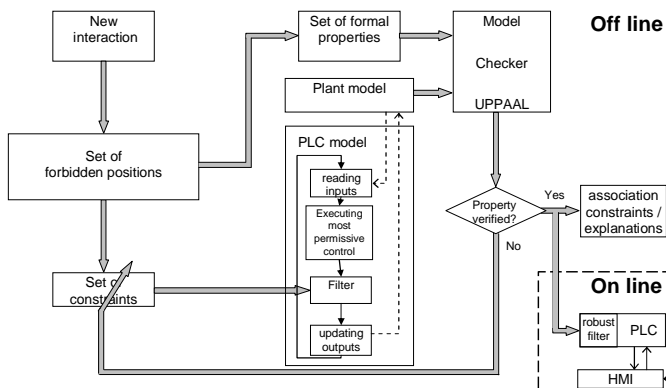 New
interaction
Set of formal
properties
Model
Checker
UPPAAL
Off line
Plant model
PLC model
Set of
forbidden positions
reading
inputs
Executing
most
permissive
control
Filter
updating
outputs
Set of
constraints
Property
verified?
Yes
No
association
constraints /
explanations
On line
robust
filter
PLC
HMI